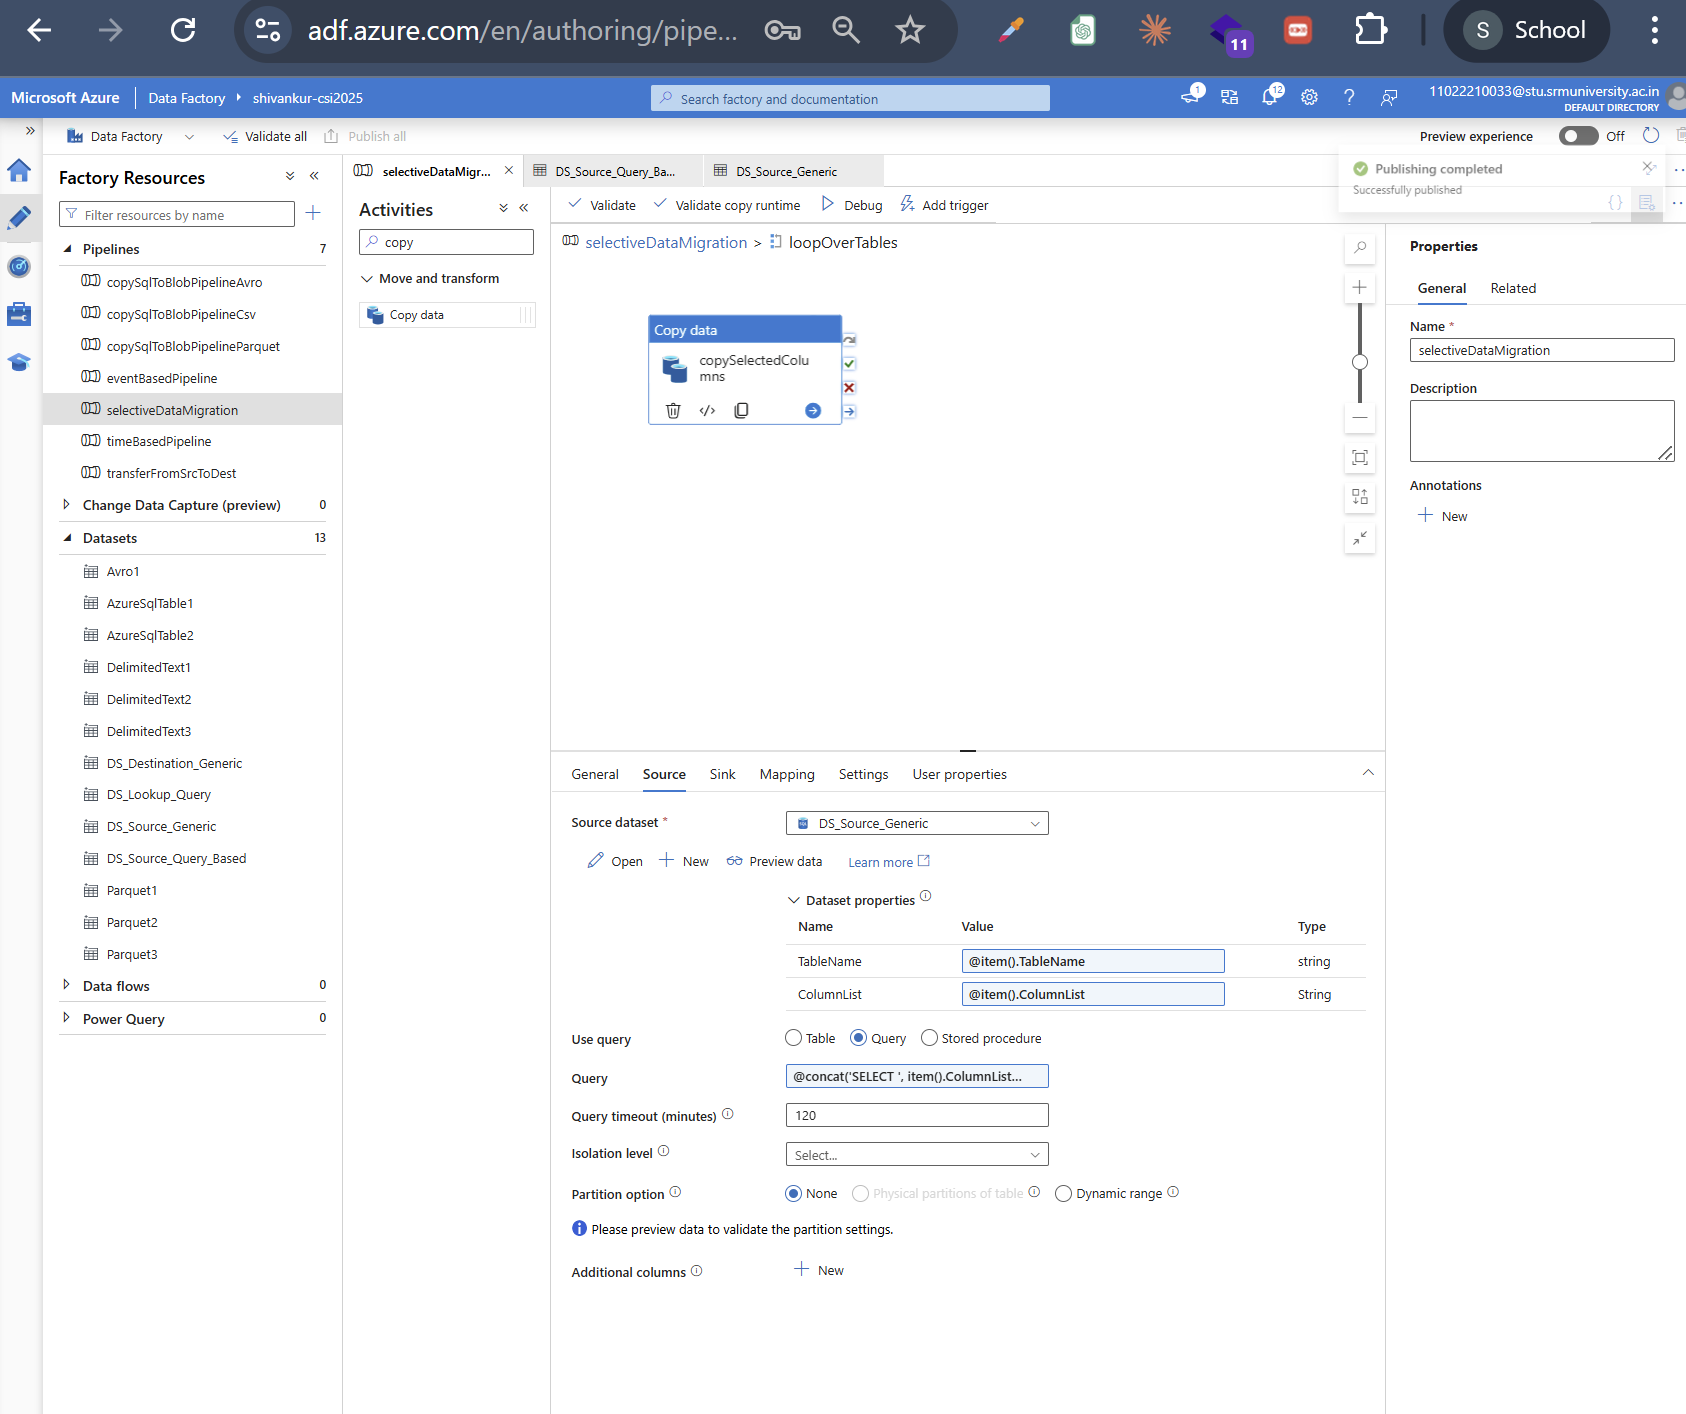 adf.azure.com/en/authoring/pipe...
11
S School
Microsoft Azure Data Factory shivankur-csi2025
Search factory and documentation
1
12
11022210033@stu.srmuniversity.ac.in
DEFAULT DIRECTORY
Data Factory Validate all Publish all
Preview experience Off
Factory Resources
Filter resources by name
Pipelines 7
copySqlToBlobPipelineAvro
copySqlToBlobPipelineCsv
copySqlToBlobPipelineParquet
eventBasedPipeline
selectiveDataMigration
timeBasedPipeline
transferFromSrcToDest
Change Data Capture (preview) 0
Datasets 13
Avro1
AzureSqlTable1
AzureSqlTable2
DelimitedText1
DelimitedText2
DelimitedText3
DS_Destination_Generic
DS_Lookup_Query
DS_Source_Generic
DS_Source_Query_Based
Parquet1
Parquet2
Parquet3
Data flows 0
Power Query 0
selectiveDataMigr... DS_Source_Query_Ba... DS_Source_Generic
Activities
copy
Move and transform
Copy data
Validate Validate copy runtime Debug Add trigger
selectiveDataMigration > loopOverTables
Copy data
copySelectedColu
mns
Publishing completed
Successfully published
Properties
General Related
Name *
selectiveDataMigration
Description
Annotations
New
General Source Sink Mapping Settings User properties
Source dataset * DS_Source_Generic
Open New Preview data Learn more
Dataset properties
Name Value Type
TableName @item().TableName string
ColumnList @item().ColumnList String
Use query Table Query Stored procedure
Query @concat('SELECT ', item().ColumnList...
Query timeout (minutes) 120
Isolation level Select...
Partition option None Physical partitions of table Dynamic range
Please preview data to validate the partition settings.
Additional columns New